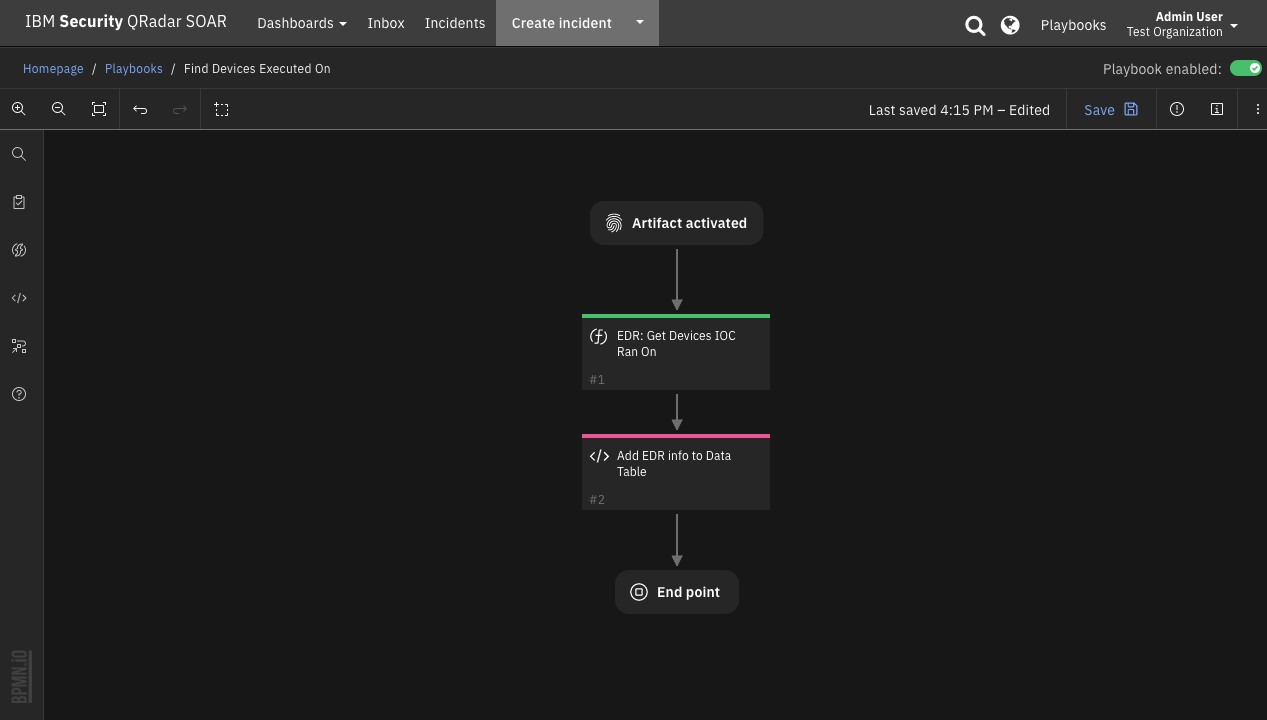 IBM Security QRadar SOAR
Dashboards
Inbox
Incidents
Create incident
Playbooks
Admin User
Test Organization
Homepage / Playbooks / Find Devices Executed On
Playbook enabled:
Last saved 4:15 PM – Edited
Save
Artifact activated
EDR: Get Devices IOC
Ran On
#1
Add EDR info to Data
Table
#2
End point
BPMN.iO